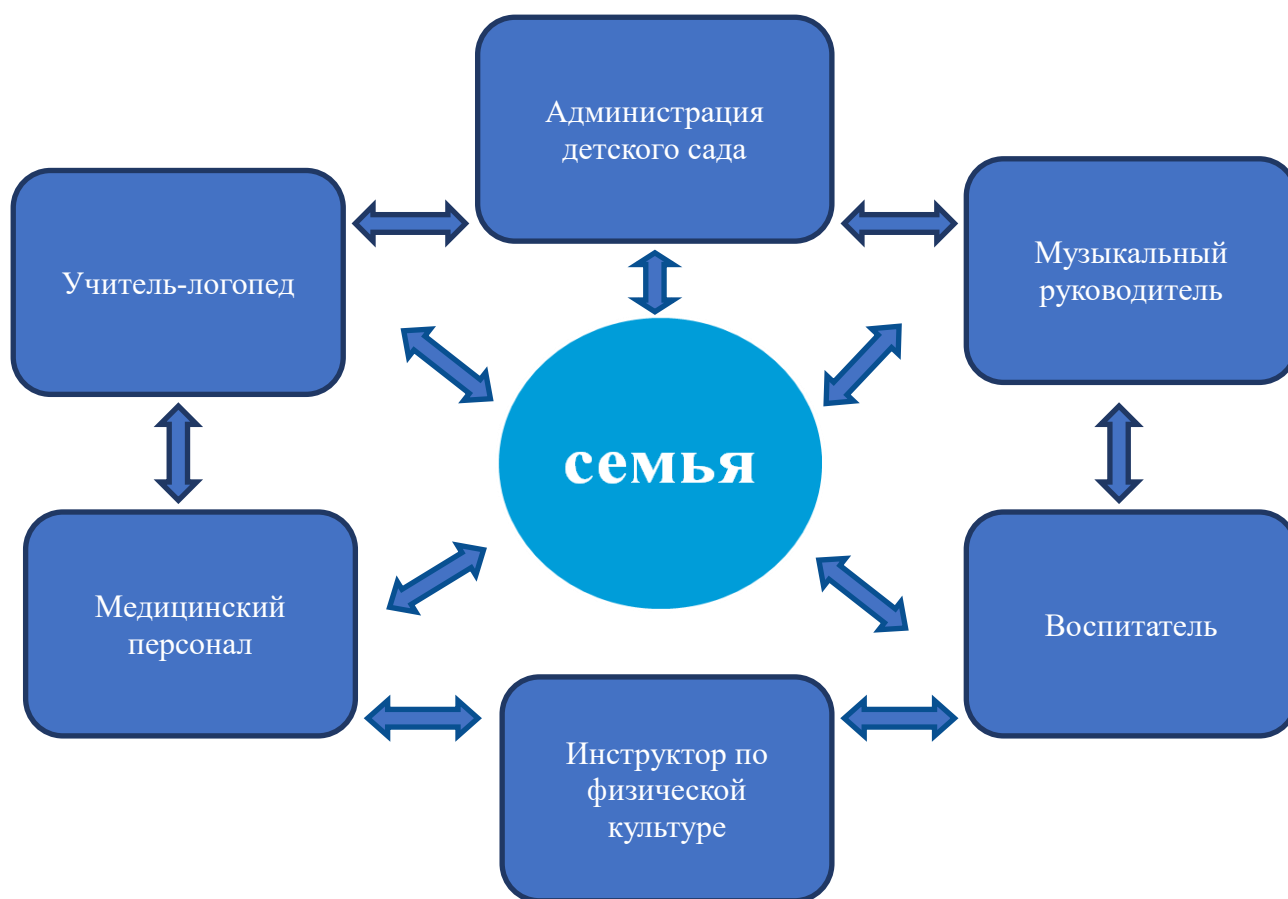 Администрация
детского сада
Учитель-логопед
Музыкальный
руководитель
семья
Медицинский
персонал
Воспитатель
Инструктор по
физической
культуре